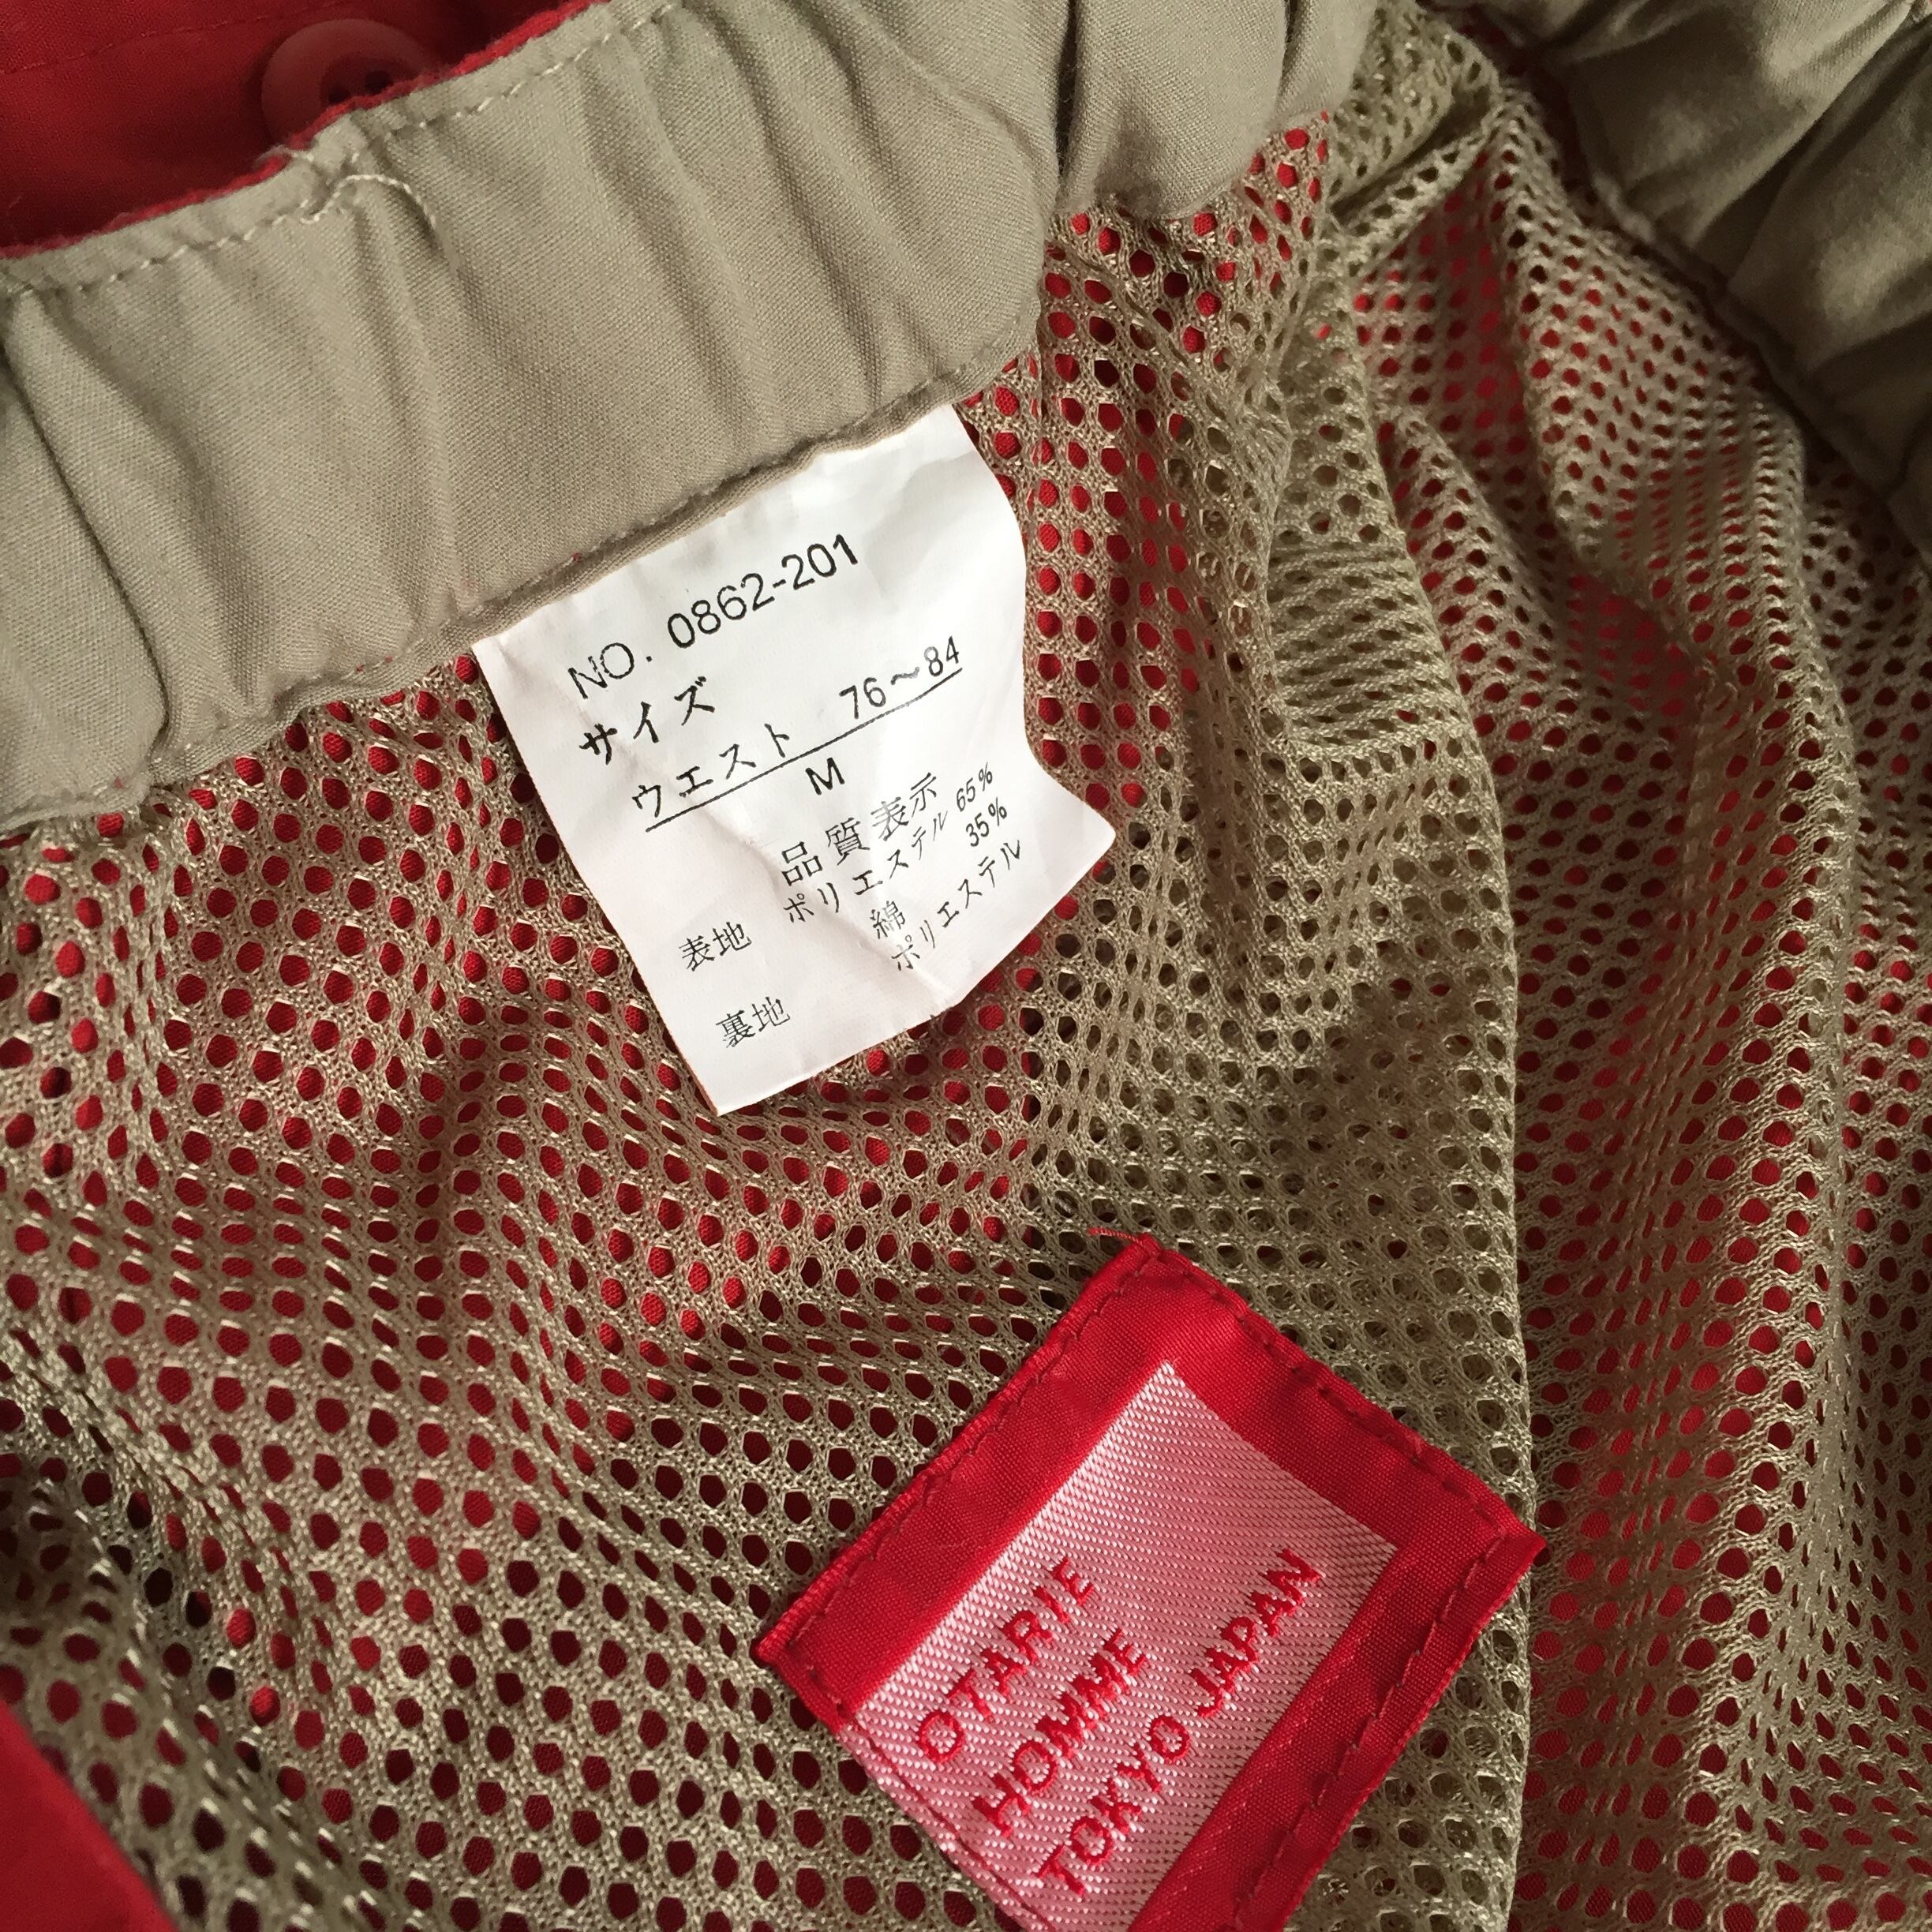 NO. 0862-201
サイズ
ウエスト 76~84
M
品質表示
表地 ポリエステル 65%
綿 35%
裏地 ポリエステル
OTARIE
HOMME
TOKYO JAPAN